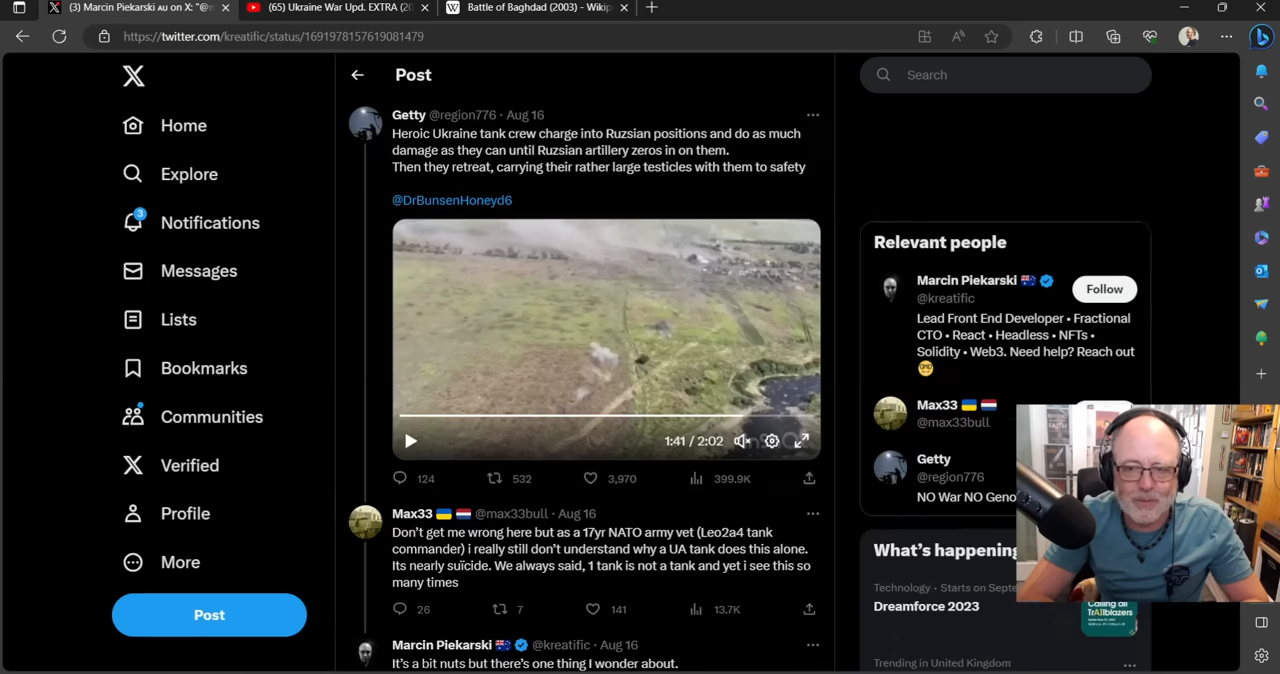 (3) Marcin Piekarski 🇦🇺 on X: "@n
(65) Ukraine War Upd. EXTRA (20
W Battle of Baghdad (2003) - Wikip
https://twitter.com/kreatific/status/1691978157619081479
Home
Explore
3
Notifications
Messages
Lists
Bookmarks
Communities
Verified
Profile
More
Post
Post
Getty @region776 · Aug 16
Heroic Ukraine tank crew charge into Ruzsian positions and do as much
damage as they can until Ruzsian artillery zeros in on them.
Then they retreat, carrying their rather large testicles with them to safety
@DrBunsenHoneyd6
1:41 / 2:02
124 532 3,970 399.9K
Max33 @max33bull · Aug 16
Don't get me wrong here but as a 17yr NATO army vet (Leo2a4 tank
commander) i really still don't understand why a UA tank does this alone.
Its nearly suïcide. We always said, 1 tank is not a tank and yet i see this so
many times
26 7 141 13.7K
Marcin Piekarski @kreatific · Aug 16
It's a bit nuts but there's one thing I wonder about.
Search
Relevant people
Marcin Piekarski
@kreatific
Follow
Lead Front End Developer • Fractional
CTO • React • Headless • NFTs •
Solidity • Web3. Need help? Reach out
Max33
@max33bull
Getty
@region776
NO War NO Geno
What's happening
Technology · Starts on Septe
Dreamforce 2023
Calling all
TrAIlblazers
Trending in United Kingdom